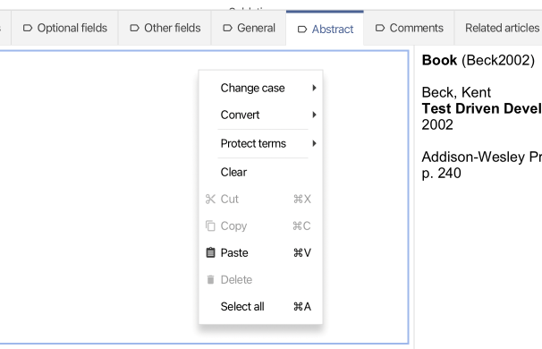 Optional fields
Other fields
General
Abstract
Comments
Related articles
Book (Beck2002)
Beck, Kent
Test Driven Devel
2002
Addison-Wesley Pr
p. 240
Change case
Convert
Protect terms
Clear
Cut ⌘X
Copy ⌘C
Paste ⌘V
Delete
Select all ⌘A